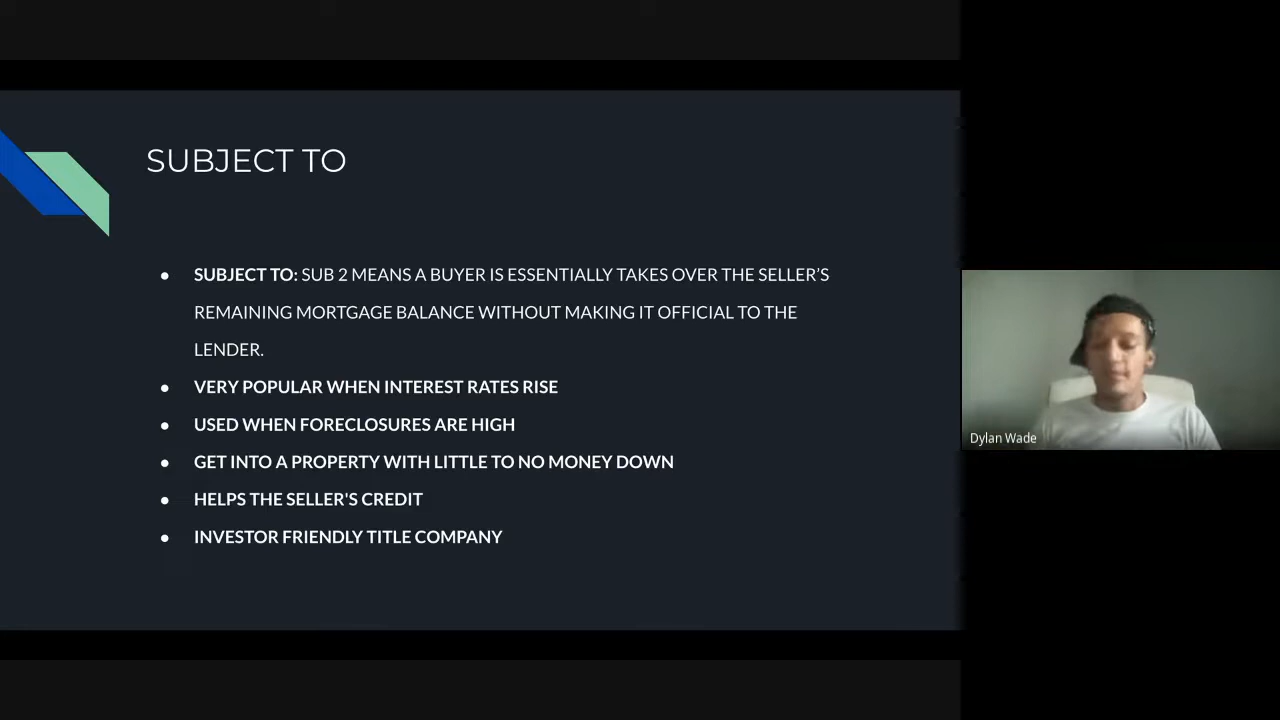 SUBJECT TO
● SUBJECT TO: SUB 2 MEANS A BUYER IS ESSENTIALLY TAKES OVER THE SELLER’S
REMAINING MORTGAGE BALANCE WITHOUT MAKING IT OFFICIAL TO THE
LENDER.
● VERY POPULAR WHEN INTEREST RATES RISE
● USED WHEN FORECLOSURES ARE HIGH
● GET INTO A PROPERTY WITH LITTLE TO NO MONEY DOWN
● HELPS THE SELLER'S CREDIT
● INVESTOR FRIENDLY TITLE COMPANY
Dylan Wade